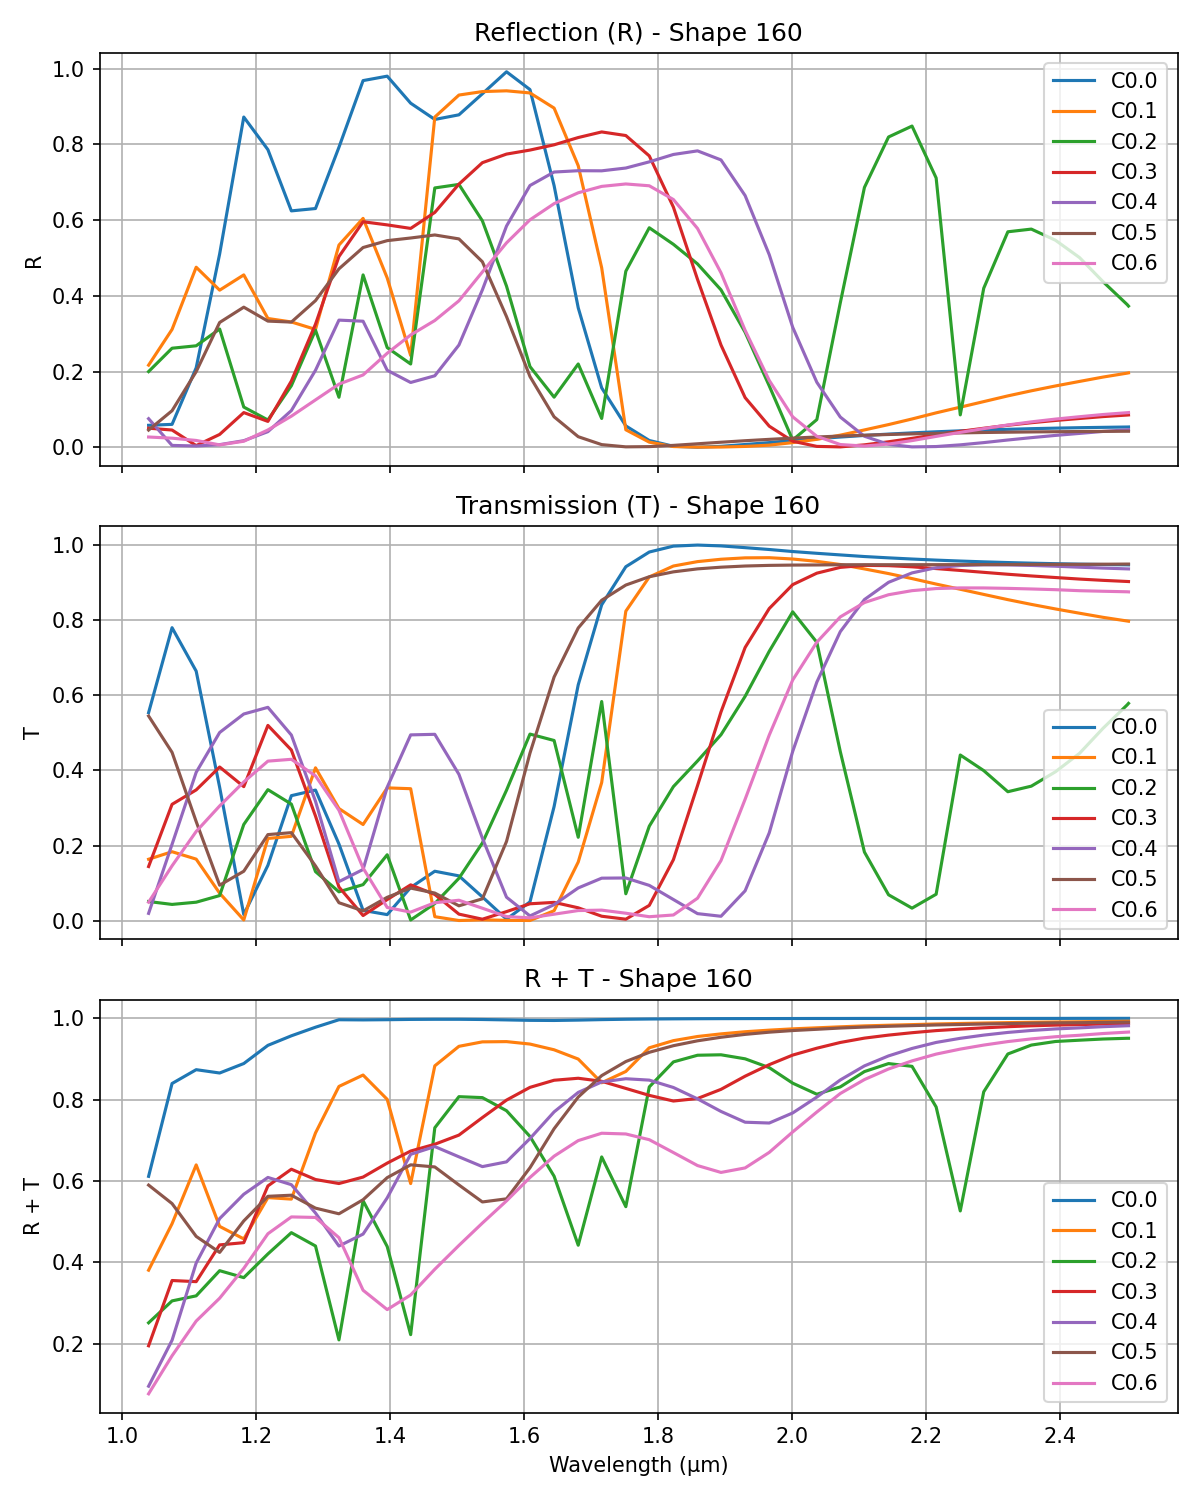 Reflection (R) - Shape 160
1.0
0.8
0.6
0.4
0.2
0.0
R
C0.0
C0.1
C0.2
C0.3
C0.4
C0.5
C0.6
Transmission (T) - Shape 160
1.0
0.8
0.6
0.4
0.2
0.0
T
C0.0
C0.1
C0.2
C0.3
C0.4
C0.5
C0.6
R + T - Shape 160
1.0
0.8
0.6
0.4
0.2
R + T
C0.0
C0.1
C0.2
C0.3
C0.4
C0.5
C0.6
1.0 1.2 1.4 1.6 1.8 2.0 2.2 2.4
Wavelength (μm)